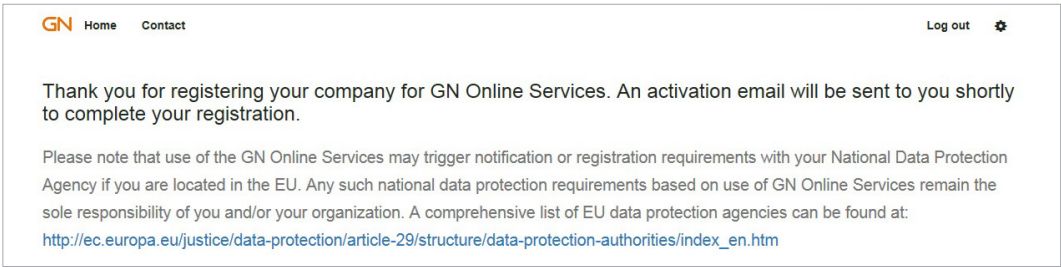 GN Home Contact Log out
Thank you for registering your company for GN Online Services. An activation email will be sent to you shortly
to complete your registration.
Please note that use of the GN Online Services may trigger notification or registration requirements with your National Data Protection
Agency if you are located in the EU. Any such national data protection requirements based on use of GN Online Services remain the
sole responsibility of you and/or your organization. A comprehensive list of EU data protection agencies can be found at:
http://ec.europa.eu/justice/data-protection/article-29/structure/data-protection-authorities/index_en.htm